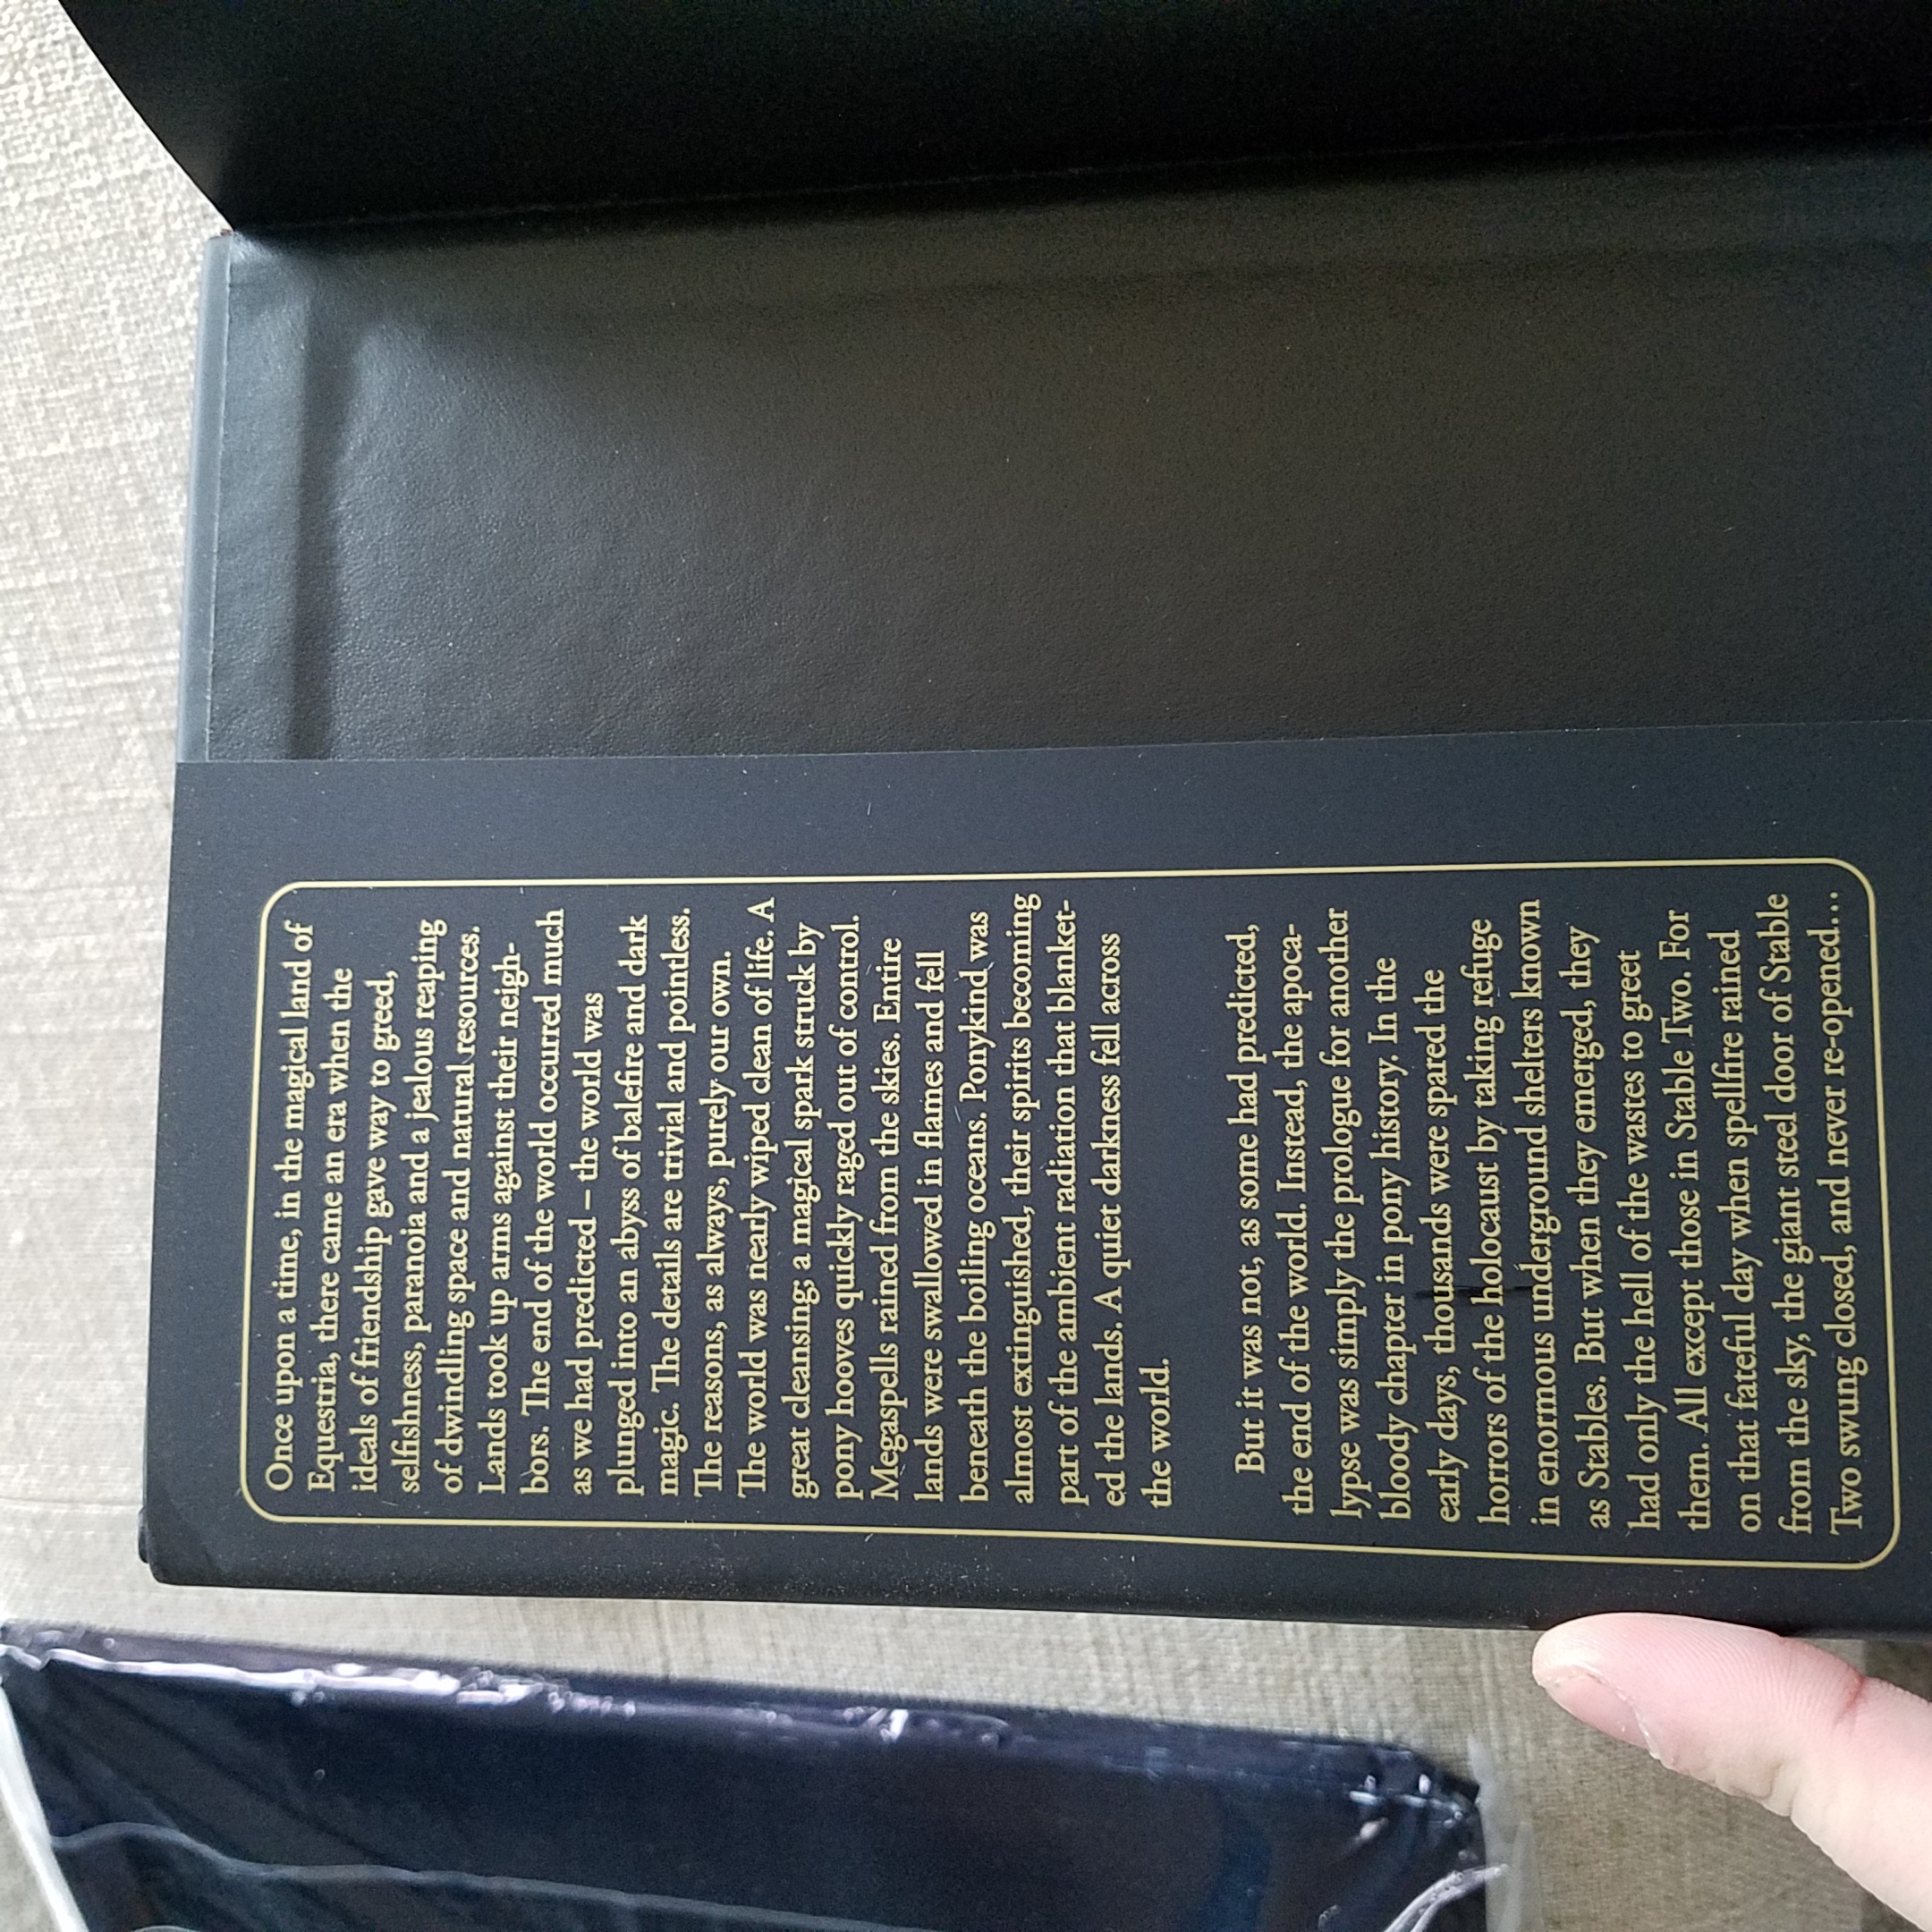 Once upon a time, in the magical land of
Equestria, there came an era when the
ideals of friendship gave way to greed,
selfishness, paranoia and a jealous reaping
of dwindling space and natural resources.
Lands took up arms against their neigh-
bors. The end of the world occurred much
as we had predicted – the world was
plunged into an abyss of balefire and dark
magic. The details are trivial and pointless.
The reasons, as always, purely our own.
The world was nearly wiped clean of life. A
great cleansing; a magical spark struck by
pony hooves quickly raged out of control.
Megaspells rained from the skies. Entire
lands were swallowed in flames and fell
beneath the boiling oceans. Ponykind was
almost extinguished, their spirits becoming
part of the ambient radiation that blanket-
ed the lands. A quiet darkness fell across
the world.
But it was not, as some had predicted,
the end of the world. Instead, the apoca-
lypse was simply the prologue for another
bloody chapter in pony history. In the
early days, thousands were spared the
horrors of the holocaust by taking refuge
in enormous underground shelters known
as Stables. But when they emerged, they
had only the hell of the wastes to greet
them. All except those in Stable Two. For
on that fateful day when spellfire rained
from the sky, the giant steel door of Stable
Two swung closed, and never re-opened...